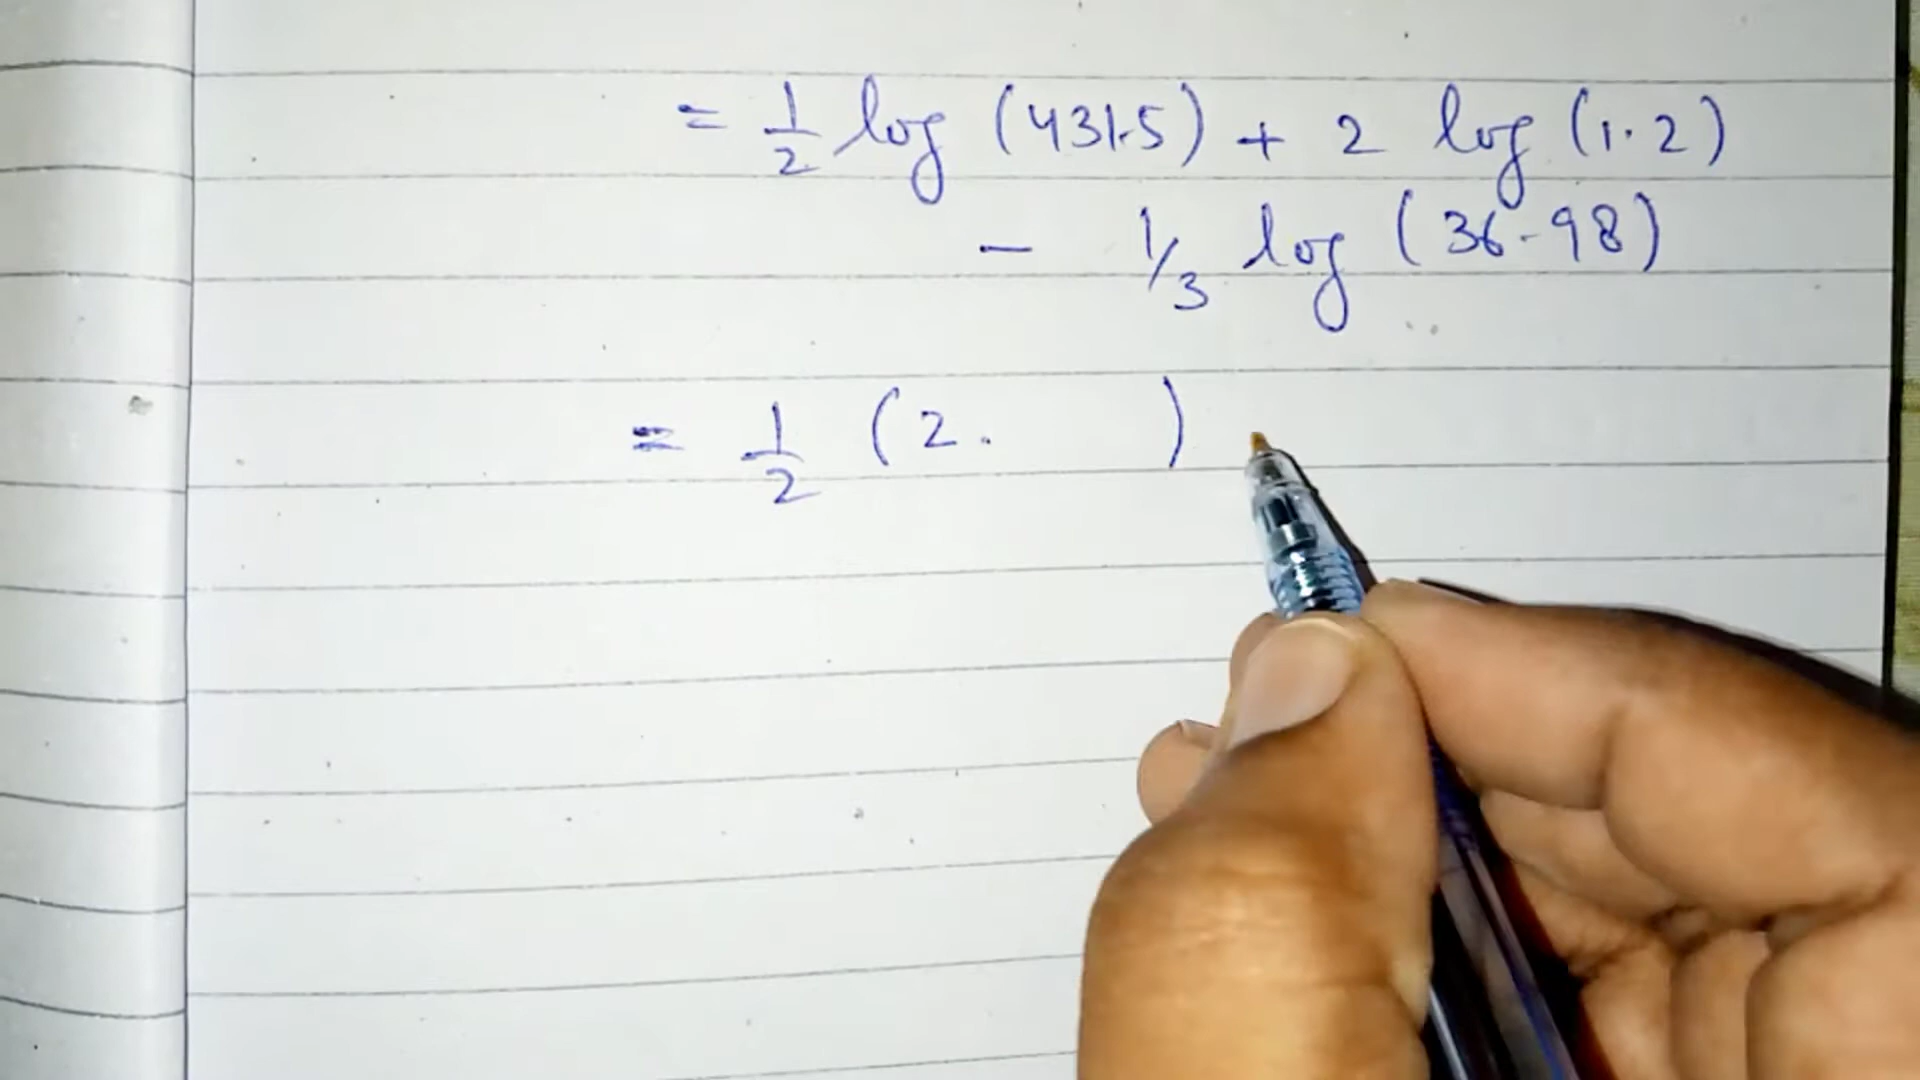 = 1/2 log (431.5) + 2 log (1.2)
- 1/3 log (36.98)
= 1/2 (2.        )